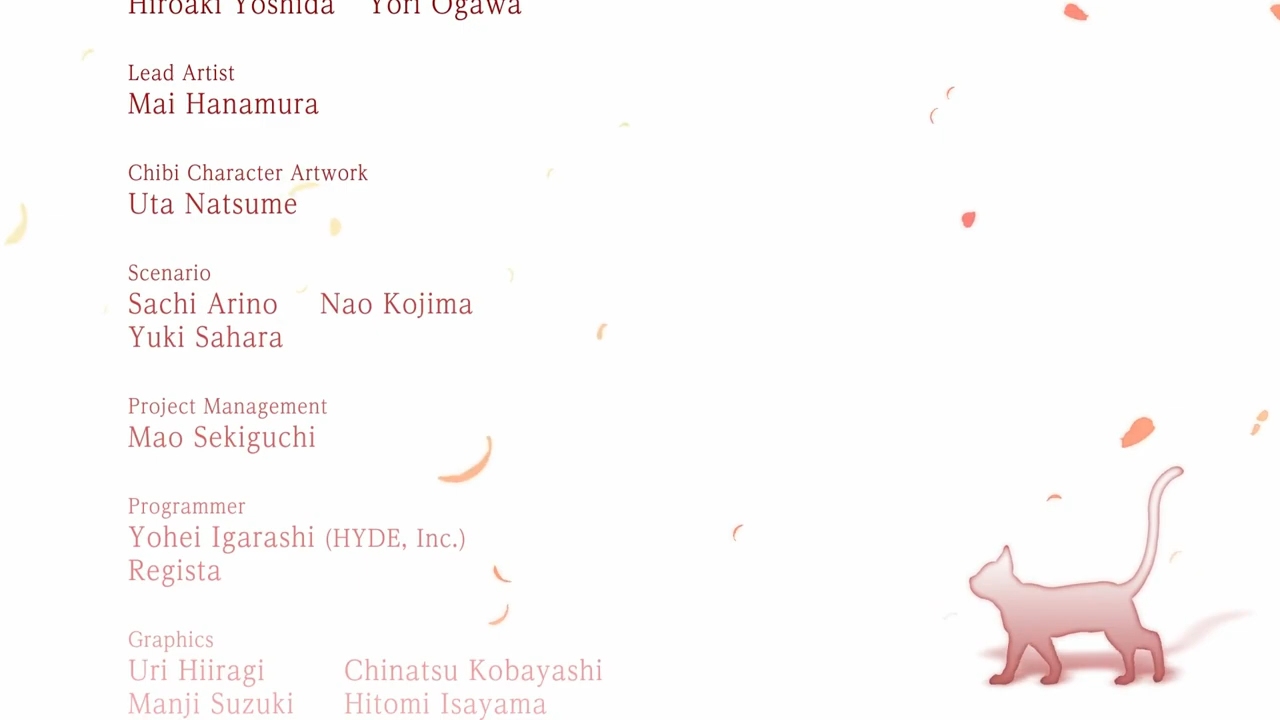 Hiroaki Yoshida Yori Ogawa
Lead Artist
Mai Hanamura
Chibi Character Artwork
Uta Natsume
Scenario
Sachi Arino Nao Kojima
Yuki Sahara
Project Management
Mao Sekiguchi
Programmer
Yohei Igarashi (HYDE, Inc.)
Regista
Graphics
Uri Hiiragi Chinatsu Kobayashi
Manji Suzuki Hitomi Isayama